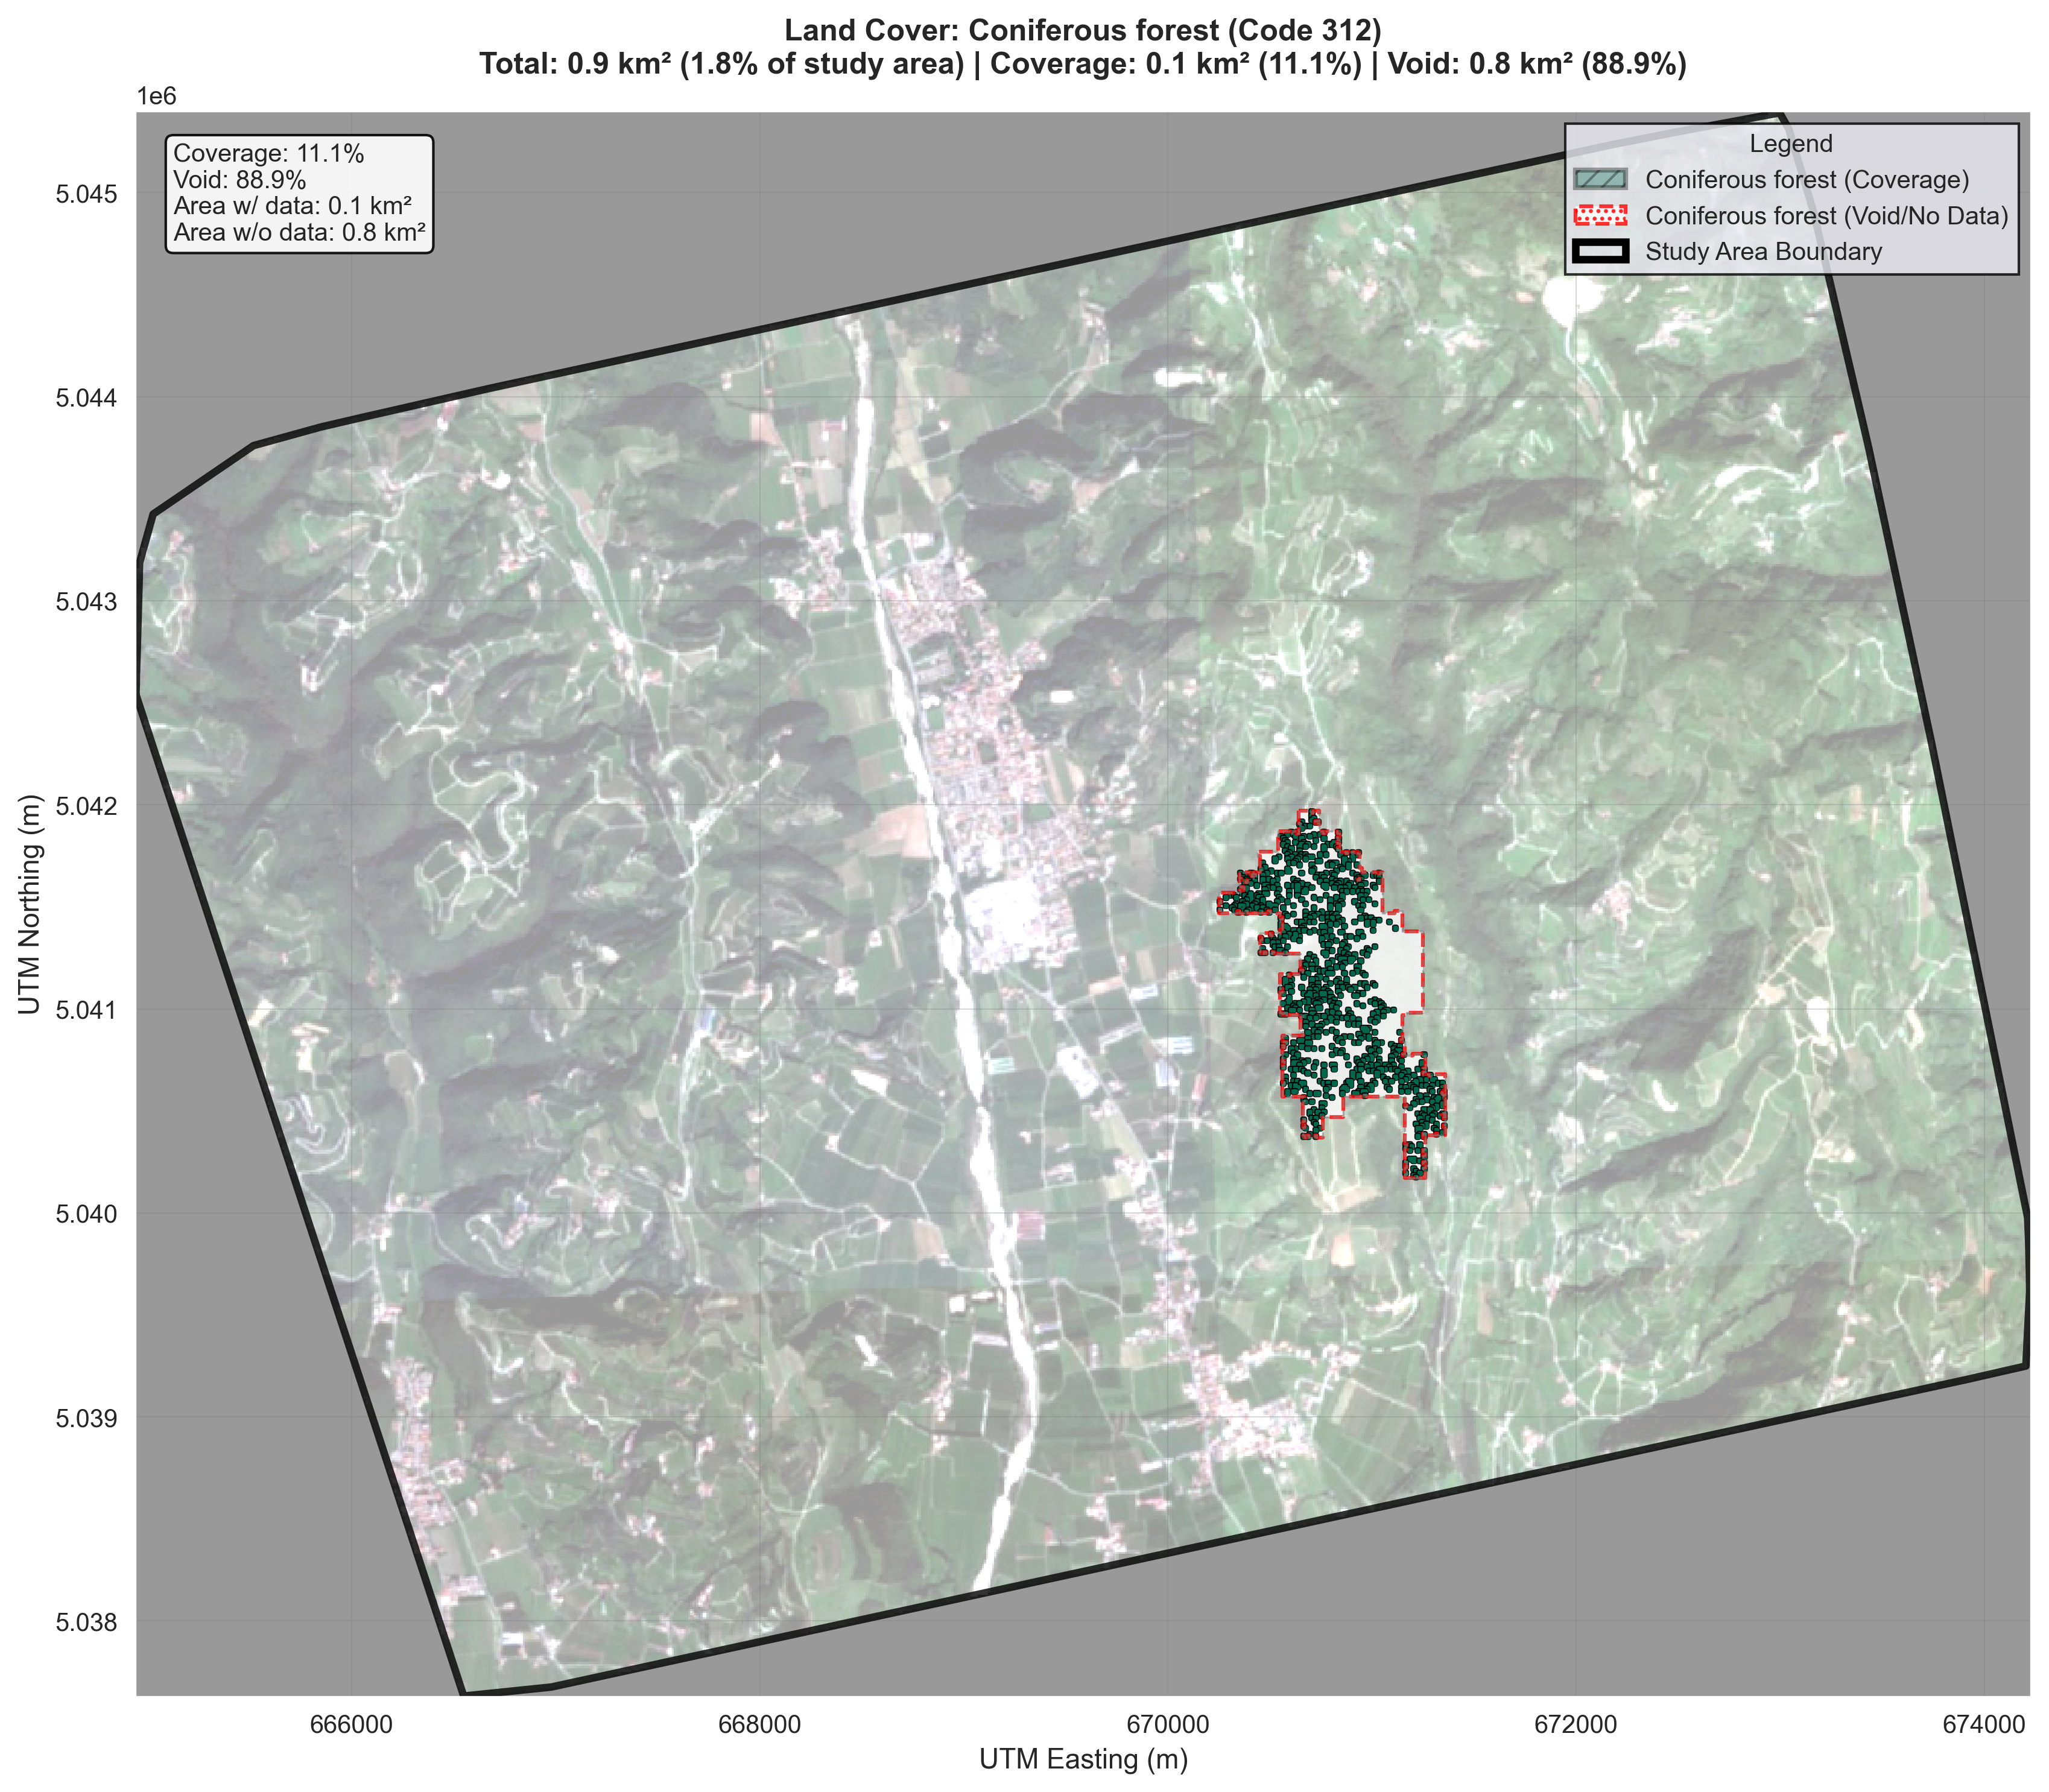 Land Cover: Coniferous forest (Code 312)
Total: 0.9 km² (1.8% of study area) | Coverage: 0.1 km² (11.1%) | Void: 0.8 km² (88.9%)
1e6
Coverage: 11.1%
Void: 88.9%
Area w/ data: 0.1 km²
Area w/o data: 0.8 km²
Legend
Coniferous forest (Coverage)
Coniferous forest (Void/No Data)
Study Area Boundary
5.045
5.044
5.043
5.042
5.041
5.040
5.039
5.038
UTM Northing (m)
666000
668000
670000
672000
674000
UTM Easting (m)